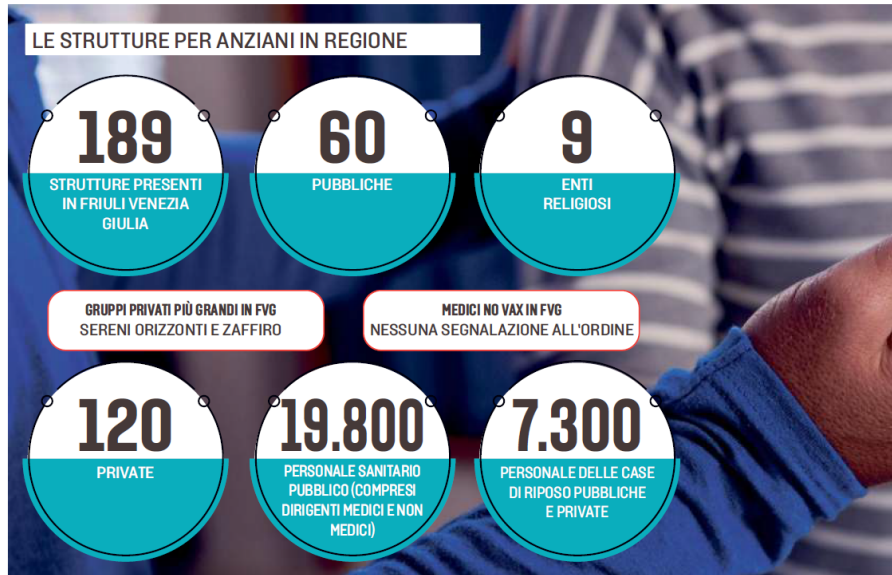 LE STRUTTURE PER ANZIANI IN REGIONE
189
STRUTTURE PRESENTI
IN FRIULI VENEZIA
GIULIA
60
PUBBLICHE
9
ENTI
RELIGIOSI
GRUPPI PRIVATI PIÙ GRANDI IN FVG
SERENI ORIZZONTI E ZAFFIRO
MEDICI NO VAX IN FVG
NESSUNA SEGNALAZIONE ALL'ORDINE
120
PRIVATE
19.800
PERSONALE SANITARIO
PUBBLICO (COMPRESI
DIRIGENTI MEDICI E NON
MEDICI)
7.300
PERSONALE DELLE CASE
DI RIPOSO PUBBLICHE
E PRIVATE